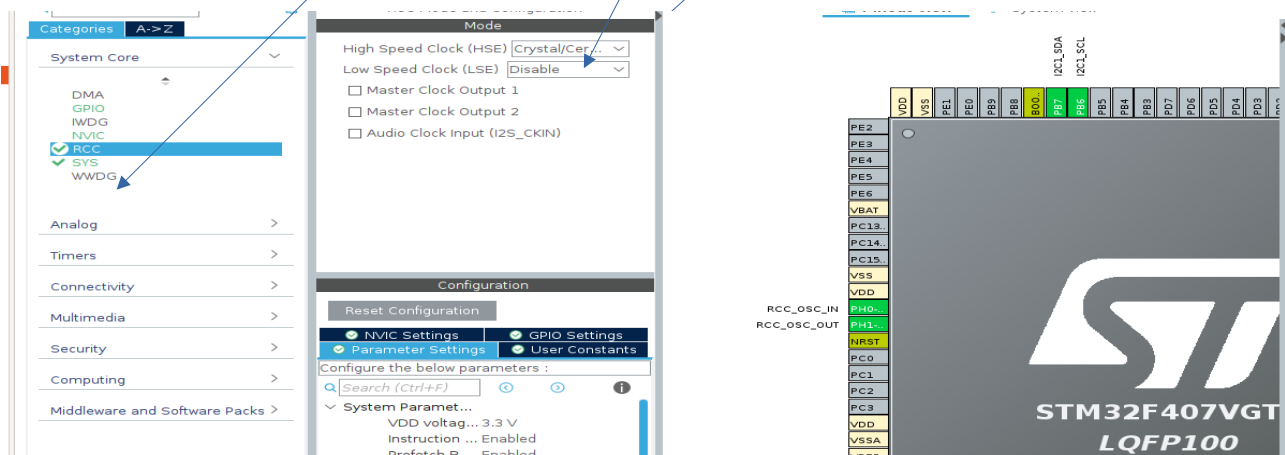 Categories A->Z
System Core
DMA
GPIO
IWDG
NVIC
RCC
SYS
WWDG
Analog
Timers
Connectivity
Multimedia
Security
Computing
Middleware and Software Packs
Mode
High Speed Clock (HSE) Crystal/Cer...
Low Speed Clock (LSE) Disable
Master Clock Output 1
Master Clock Output 2
Audio Clock Input (I2S_CKIN)
Configuration
Reset Configuration
NVIC Settings GPIO Settings
Parameter Settings User Constants
Configure the below parameters :
Search (Ctrl+F)
System Paramet...
VDD voltag... 3.3 V
Instruction ... Enabled
I2C1_SDA
I2C1_SCL
VDD
VSS
PE1
PE0
PB9
PB8
BOO..
PB7
PB6
PB5
PB4
PB3
PD7
PD6
PD5
PD4
PD3
PE2
PE3
PE4
PE5
PE6
VBAT
PC13..
PC14..
PC15..
VSS
VDD
RCC_OSC_IN PH0-..
RCC_OSC_OUT PH1-..
NRST
PC0
PC1
PC2
PC3
VDD
VSSA
STM32F407VGT
LQFP100